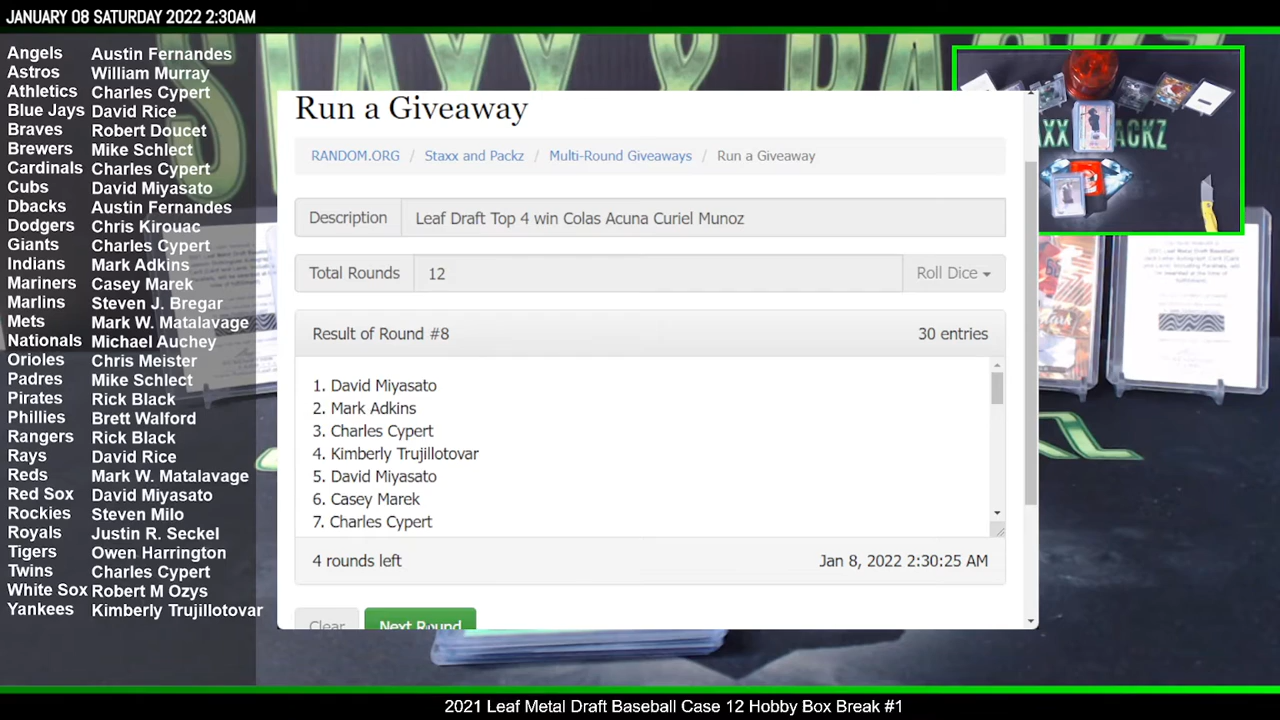 JANUARY 08 SATURDAY 2022 2:30AM
STAXX & PACKZ
Angels Austin Fernandes
Astros William Murray
Athletics Charles Cypert
Blue Jays David Rice
Braves Robert Doucet
Brewers Mike Schlect
Cardinals Charles Cypert
Cubs David Miyasato
Dbacks Austin Fernandes
Dodgers Chris Kirouac
Giants Charles Cypert
Indians Mark Adkins
Mariners Casey Marek
Marlins Steven J. Bregar
Mets Mark W. Matalavage
Nationals Michael Auchey
Orioles Chris Meister
Padres Mike Schlect
Pirates Rick Black
Phillies Brett Walford
Rangers Rick Black
Rays David Rice
Reds Mark W. Matalavage
Red Sox David Miyasato
Rockies Steven Milo
Royals Justin R. Seckel
Tigers Owen Harrington
Twins Charles Cypert
White Sox Robert M Ozys
Yankees Kimberly Trujillotovar
Run a Giveaway
RANDOM.ORG / Staxx and Packz / Multi-Round Giveaways / Run a Giveaway
Description Leaf Draft Top 4 win Colas Acuna Curiel Munoz
Total Rounds 12 Roll Dice
Result of Round #8 30 entries
1. David Miyasato
2. Mark Adkins
3. Charles Cypert
4. Kimberly Trujillotovar
5. David Miyasato
6. Casey Marek
7. Charles Cypert
4 rounds left Jan 8, 2022 2:30:25 AM
Clear Next Round
2021 Leaf Metal Draft Baseball Case 12 Hobby Box Break #1